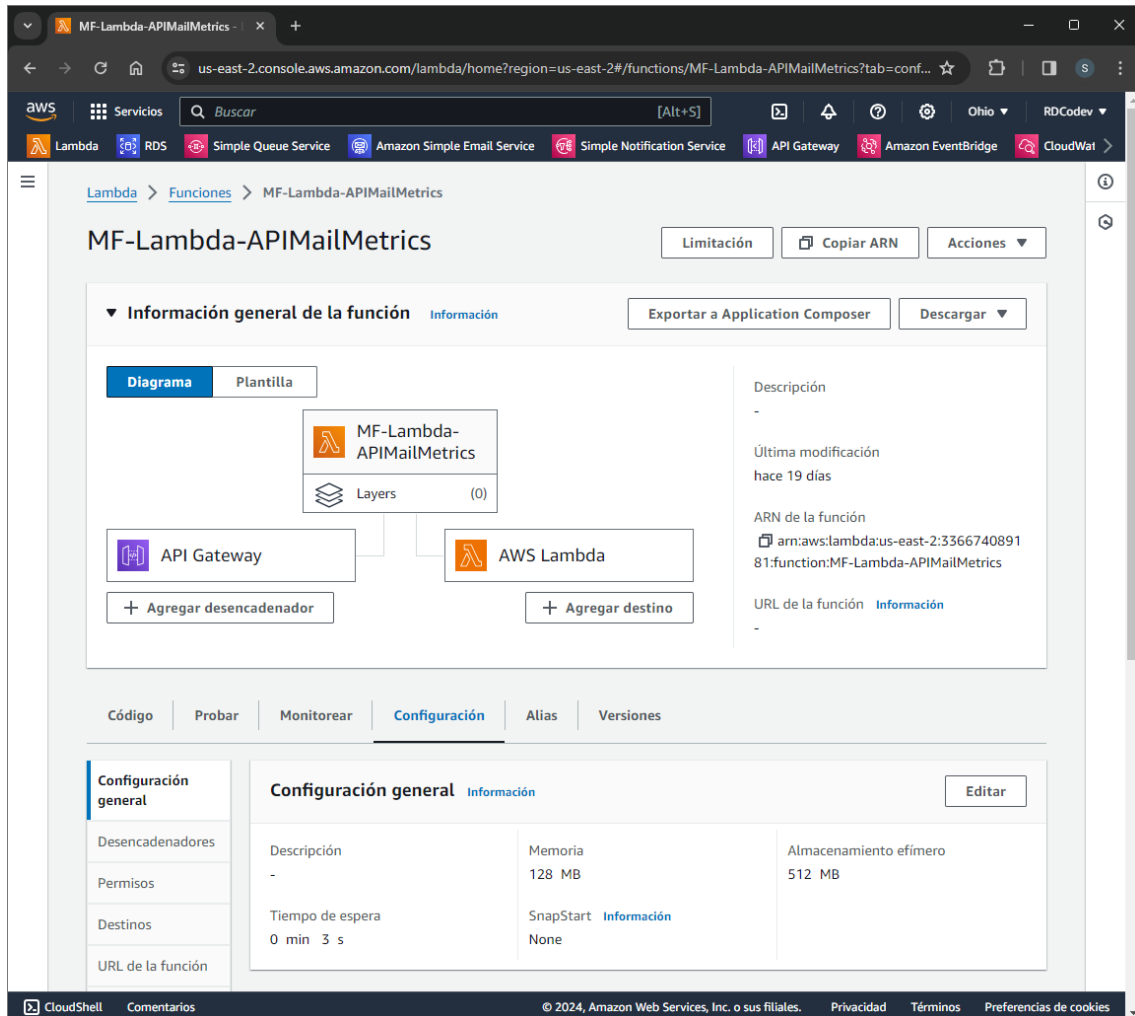 MF-Lambda-APIMailMetrics -
us-east-2.console.aws.amazon.com/lambda/home?region=us-east-2#/functions/MF-Lambda-APIMailMetrics?tab=conf...
S
aws
Servicios
Buscar
[Alt+S]
Ohio
RDCodev
Lambda
RDS
Simple Queue Service
Amazon Simple Email Service
Simple Notification Service
API Gateway
Amazon EventBridge
CloudWat
Lambda > Funciones > MF-Lambda-APIMailMetrics
MF-Lambda-APIMailMetrics
Limitación
Copiar ARN
Acciones
Información general de la función
Información
Exportar a Application Composer
Descargar
Diagrama
Plantilla
MF-Lambda-
APIMailMetrics
Layers
(0)
API Gateway
AWS Lambda
+ Agregar desencadenador
+ Agregar destino
Descripción
-
Última modificación
hace 19 días
ARN de la función
arn:aws:lambda:us-east-2:3366740891
81:function:MF-Lambda-APIMailMetrics
URL de la función
Información
-
Código
Probar
Monitorear
Configuración
Alias
Versiones
Configuración
general
Desencadenadores
Permisos
Destinos
URL de la función
Configuración general
Información
Editar
Descripción
-
Memoria
128 MB
Almacenamiento efímero
512 MB
Tiempo de espera
0 min 3 s
SnapStart
Información
None
CloudShell
Comentarios
© 2024, Amazon Web Services, Inc. o sus filiales.
Privacidad
Términos
Preferencias de cookies